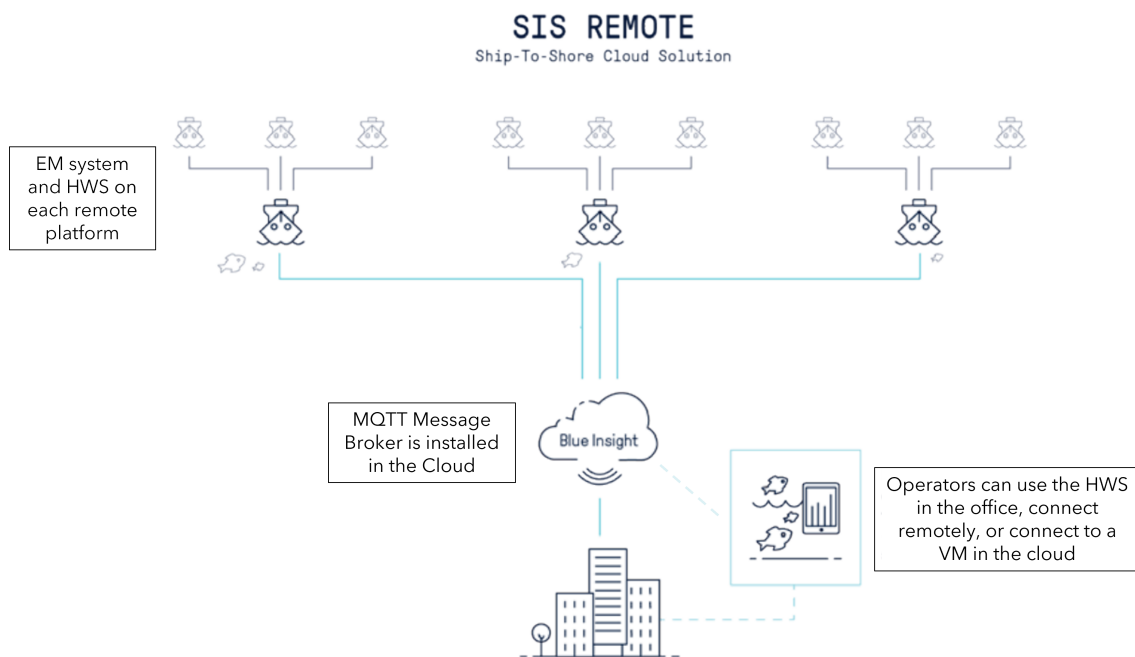 SIS REMOTE
Ship-To-Shore Cloud Solution
EM system
and HWS on
each remote
platform
MQTT Message
Broker is installed
in the Cloud
Blue Insight
Operators can use the HWS
in the office, connect
remotely, or connect to a
VM in the cloud